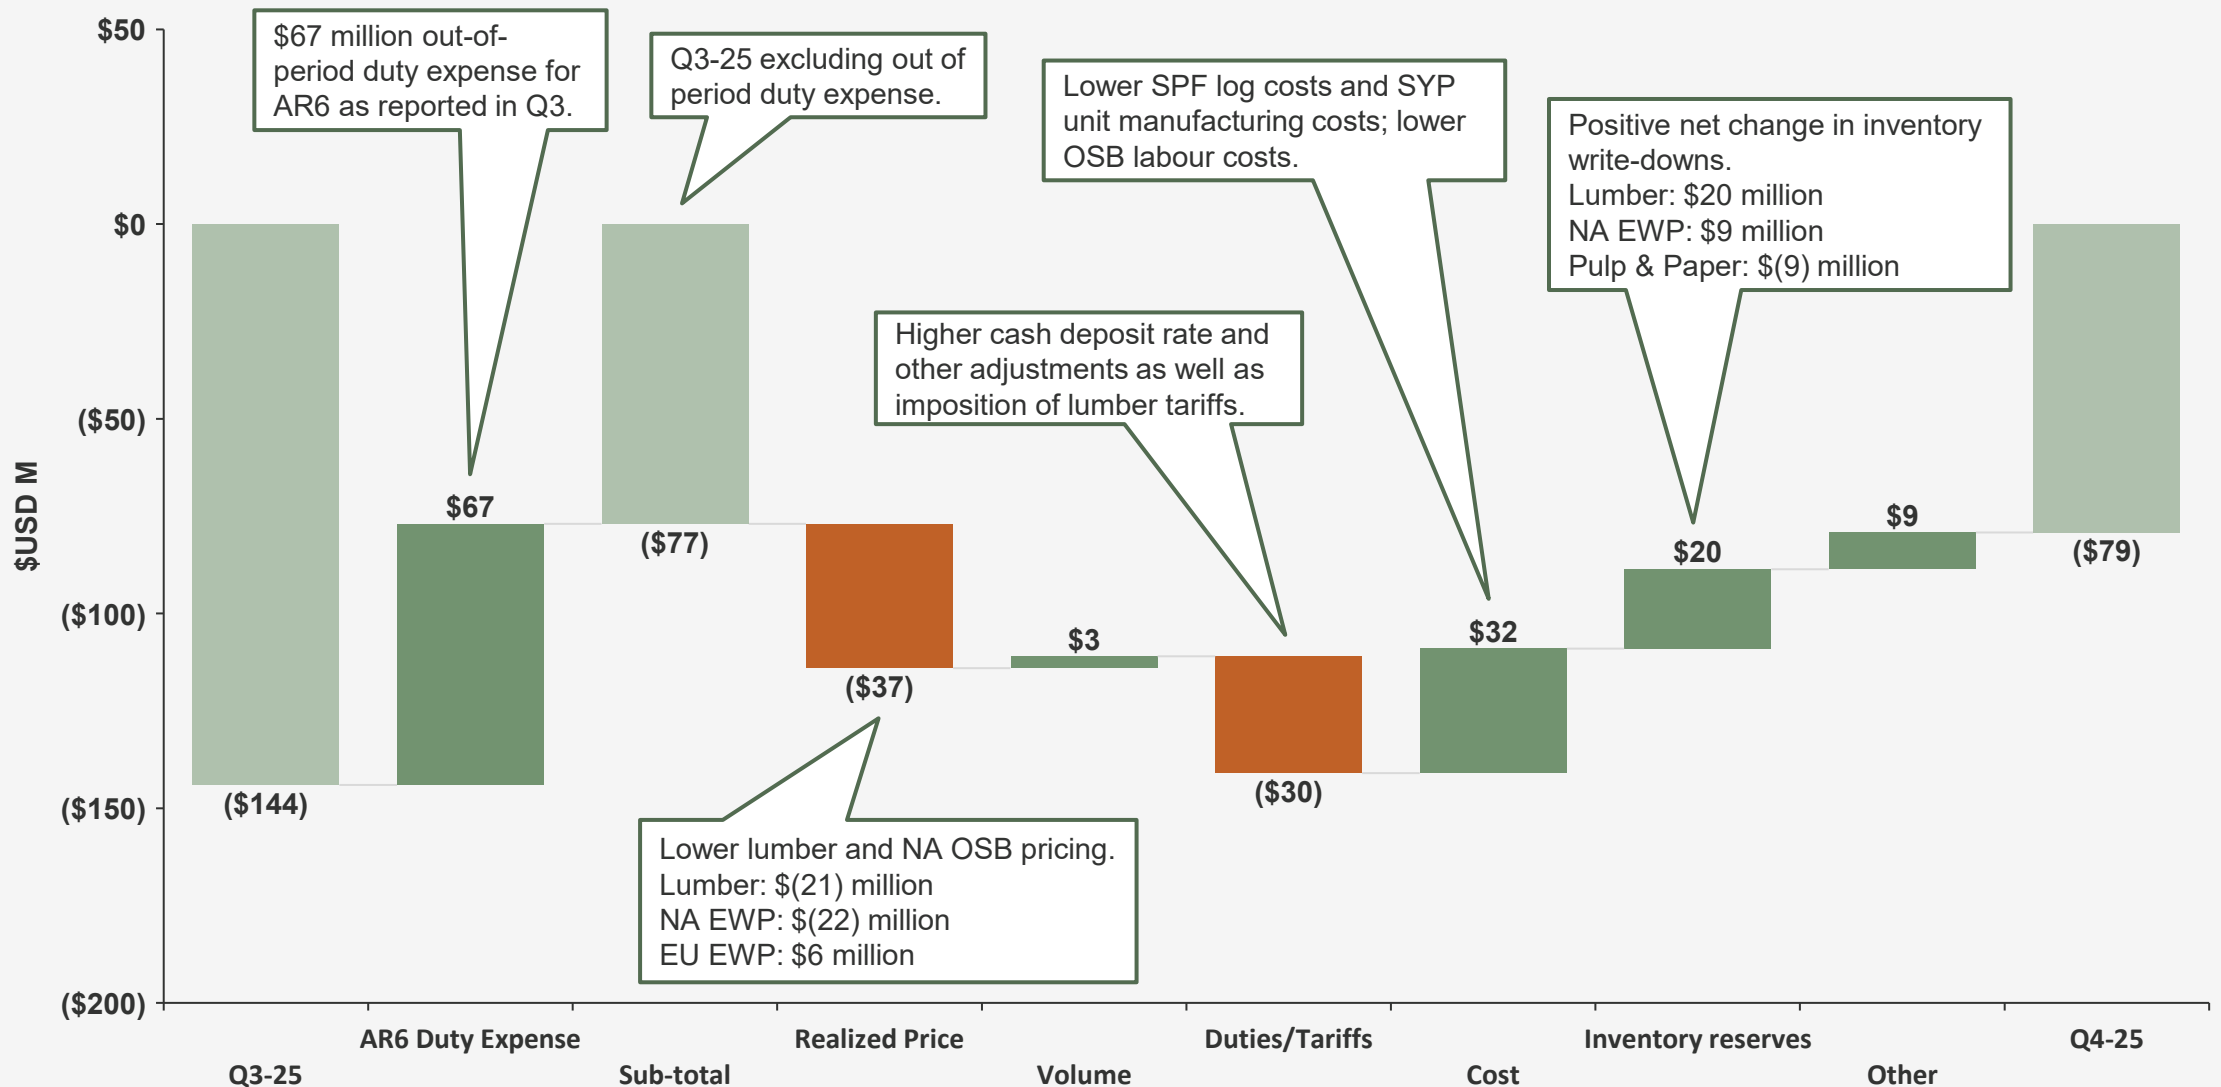 $50
$0
($50)
($100)
($150)
($200)
$USD M
$67 million out-of-
period duty expense for
AR6 as reported in Q3.
Q3-25 excluding out of
period duty expense.
Lower SPF log costs and SYP
unit manufacturing costs; lower
OSB labour costs.
Positive net change in inventory
write-downs.
Lumber: $20 million
NA EWP: $9 million
Pulp & Paper: $(9) million
Higher cash deposit rate and
other adjustments as well as
imposition of lumber tariffs.
Lower lumber and NA OSB pricing.
Lumber: $(21) million
NA EWP: $(22) million
EU EWP: $6 million
($144)
$67
($77)
($37)
$3
($30)
$32
$20
$9
($79)
Q3-25
AR6 Duty Expense
Sub-total
Realized Price
Volume
Duties/Tariffs
Cost
Inventory reserves
Other
Q4-25